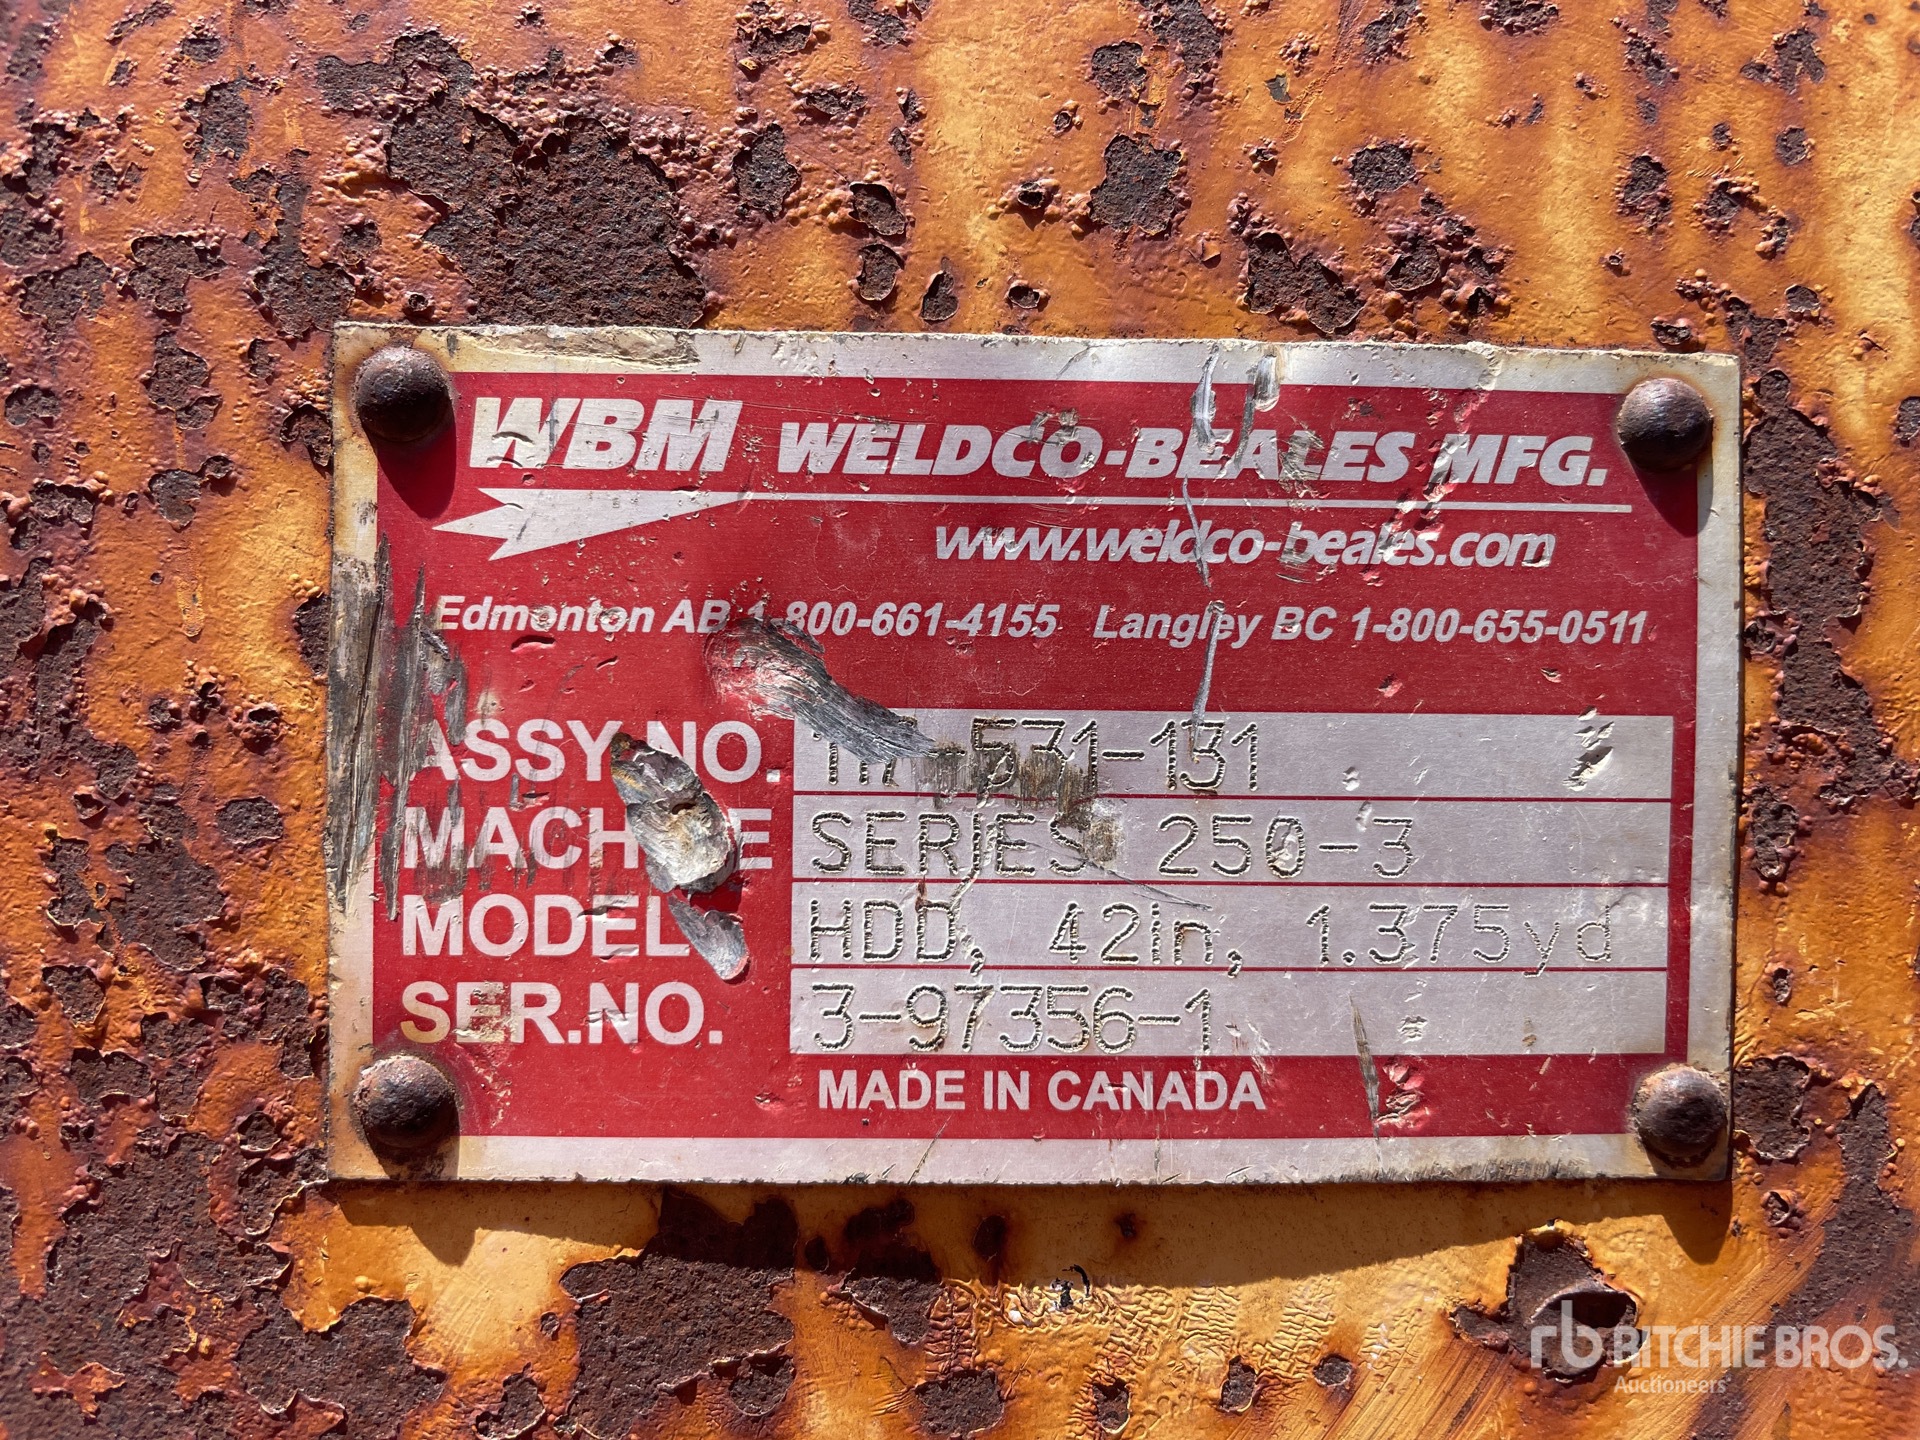 WBM WELDCO-BEALES MFG.
www.weldco-beales.com
Edmonton AB 1-800-661-4155 Langley BC 1-800-655-0511
ASSY.NO. 531-131
MACHINE SERIES 250-3
MODEL HDD, 42in, 1.375yd
SER.NO. 3-97356-1
MADE IN CANADA
rb RITCHIE BROS.
Auctioneers